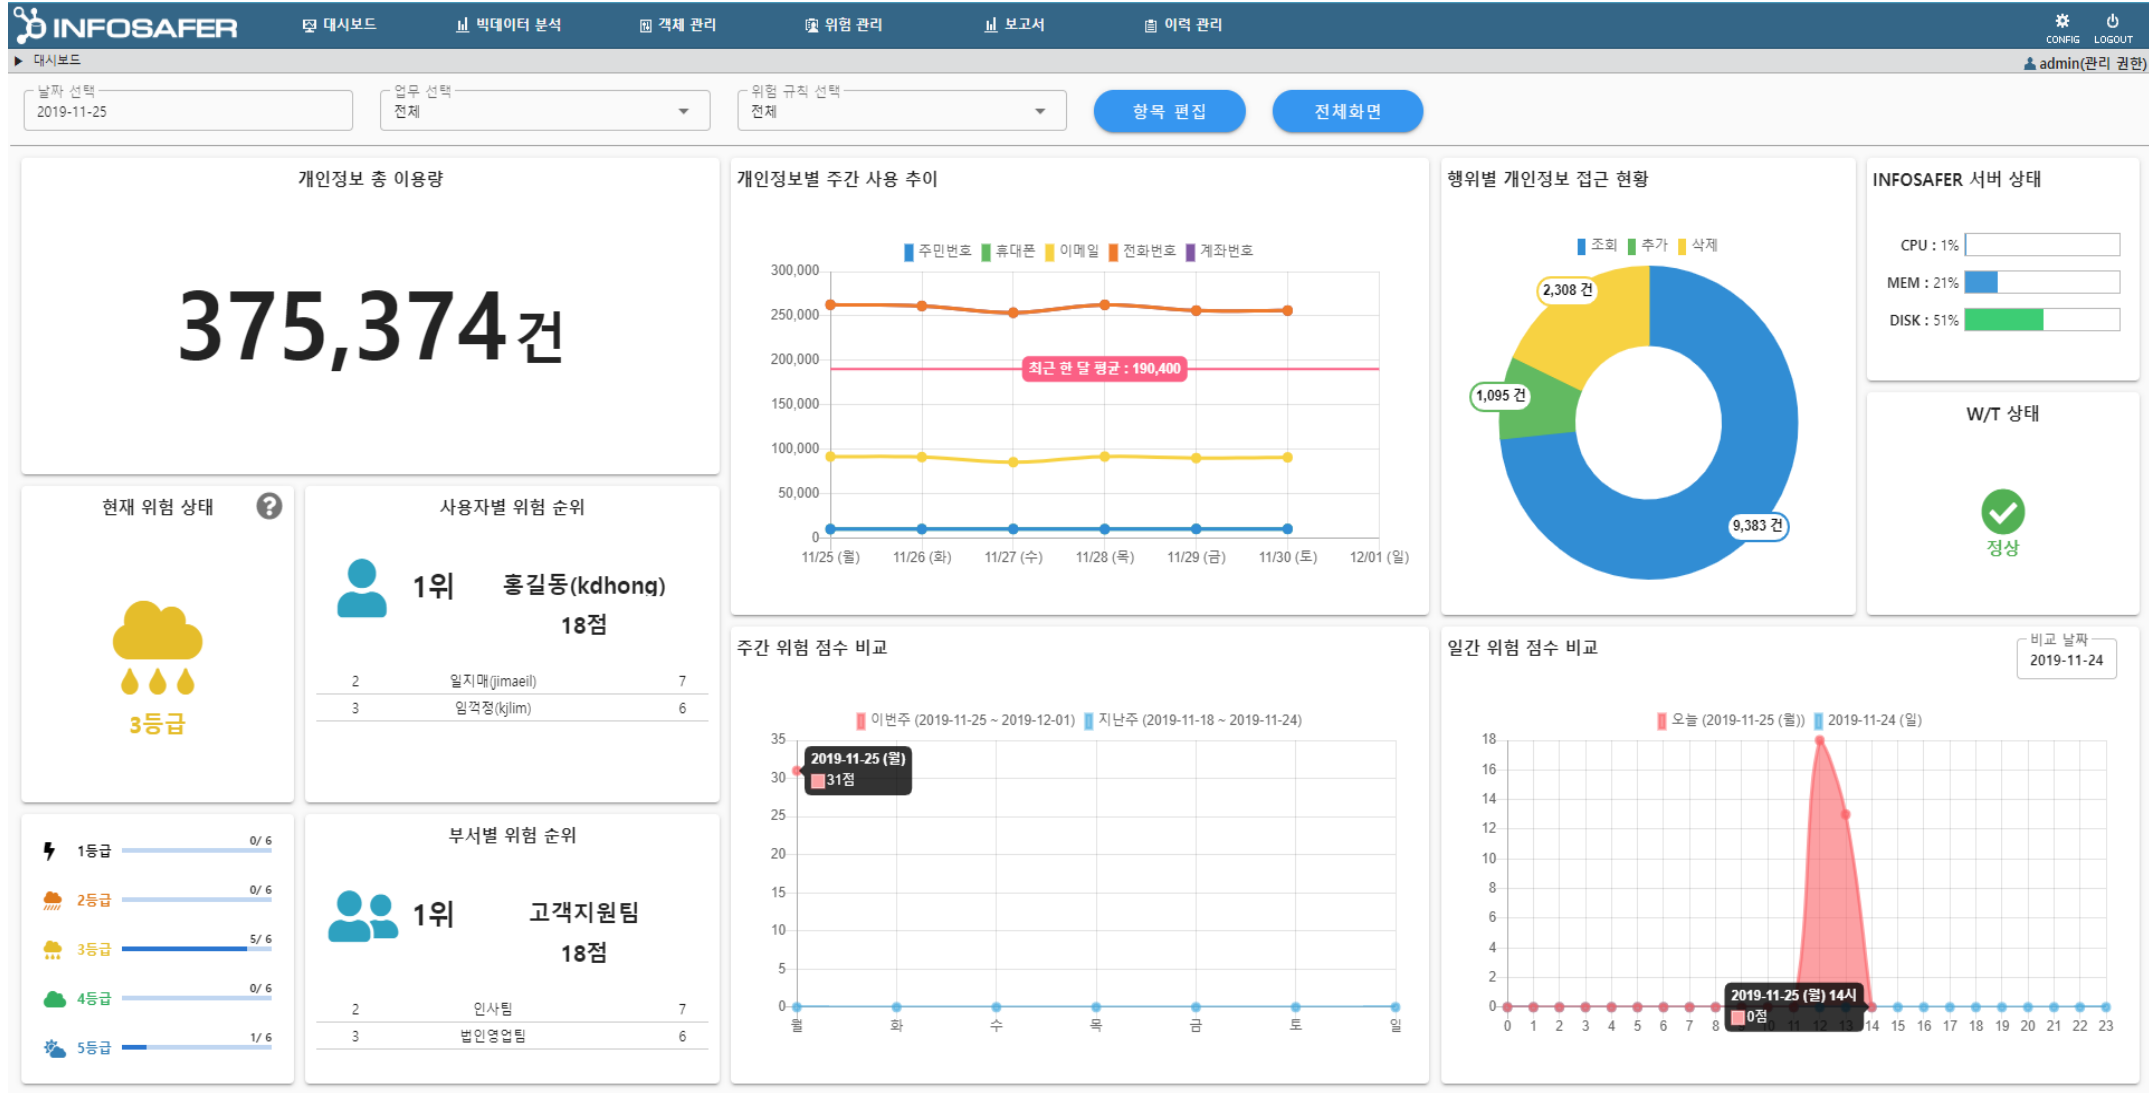 INFOSAFER
대시보드
빅데이터 분석
객체 관리
위험 관리
보고서
이력 관리
CONFIG
LOGOUT
▶ 대시보드
admin(관리 권한)
날짜 선택
2019-11-25
업무 선택
전체
위험 규칙 선택
전체
항목 편집
전체화면
개인정보 총 이용량
375,374건
현재 위험 상태
?
3등급
사용자별 위험 순위
1위
홍길동(kdhong)
18점
2 일지매(jimaeil) 7
3 임꺽정(kjlim) 6
1등급 0/ 6
2등급 0/ 6
3등급 5/ 6
4등급 0/ 6
5등급 1/ 6
부서별 위험 순위
1위
고객지원팀
18점
2 인사팀 7
3 법인영업팀 6
개인정보별 주간 사용 추이
주민번호 휴대폰 이메일 전화번호 계좌번호
300,000
250,000
200,000
최근 한 달 평균 : 190,400
150,000
100,000
50,000
0
11/25 (월) 11/26 (화) 11/27 (수) 11/28 (목) 11/29 (금) 11/30 (토) 12/01 (일)
행위별 개인정보 접근 현황
조회 추가 삭제
2,308 건
1,095 건
9,383 건
INFOSAFER 서버 상태
CPU : 1%
MEM : 21%
DISK : 51%
W/T 상태
정상
주간 위험 점수 비교
이번주 (2019-11-25 ~ 2019-12-01) 지난주 (2019-11-18 ~ 2019-11-24)
35
30
25
20
15
10
5
0
2019-11-25 (월)
31점
월 화 수 목 금 토 일
일간 위험 점수 비교
비교 날짜
2019-11-24
오늘 (2019-11-25 (월)) 2019-11-24 (일)
18
16
14
12
10
8
6
4
2
0
2019-11-25 (월) 14시
0점
0 1 2 3 4 5 6 7 8 9 10 11 12 13 14 15 16 17 18 19 20 21 22 23